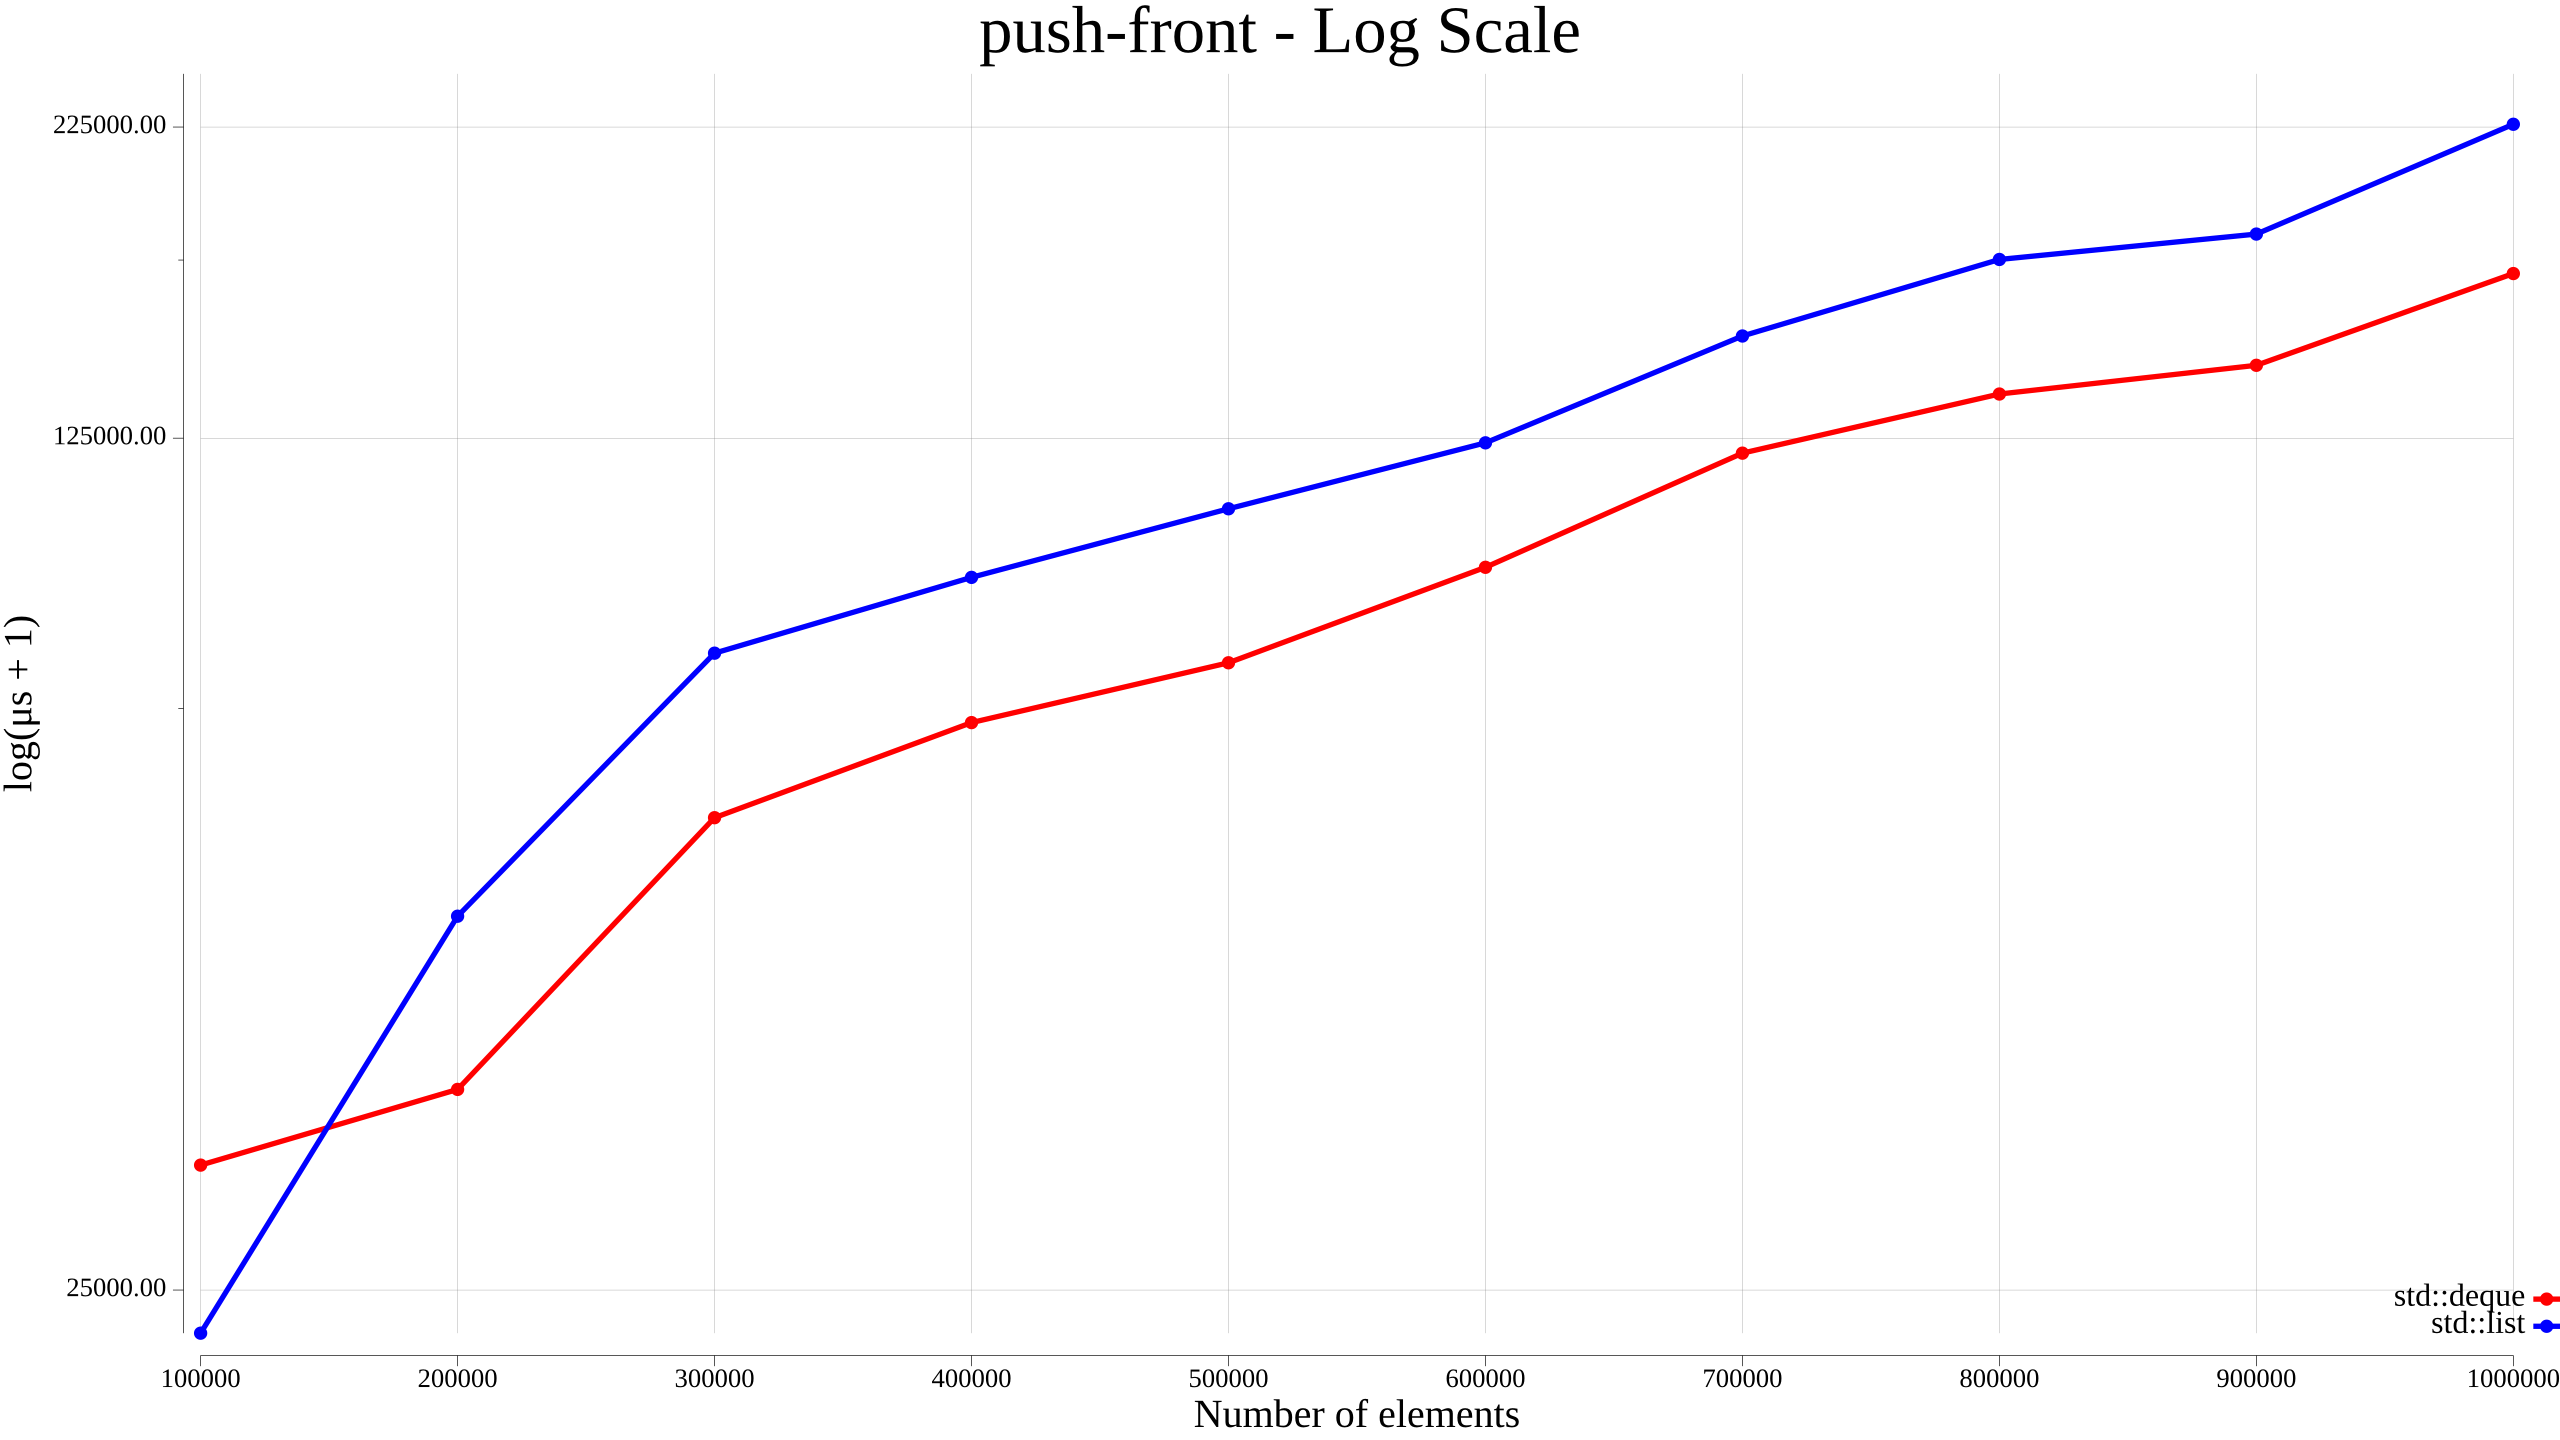 push-front - Log Scale
225000.00
125000.00
25000.00
log(μs + 1)
std::deque
std::list
100000 200000 300000 400000 500000 600000 700000 800000 900000 1000000
Number of elements